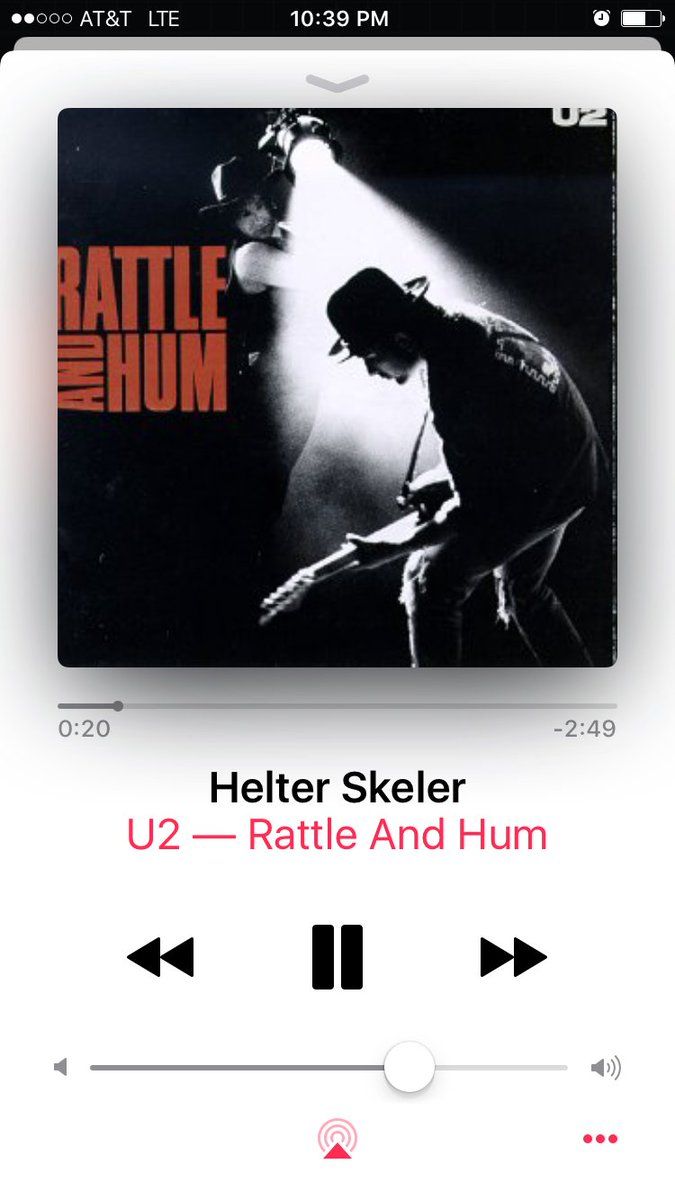 AT&T LTE 10:39 PM
U2
RATTLE
AND HUM
0:20 -2:49
Helter Skeler
U2 — Rattle And Hum